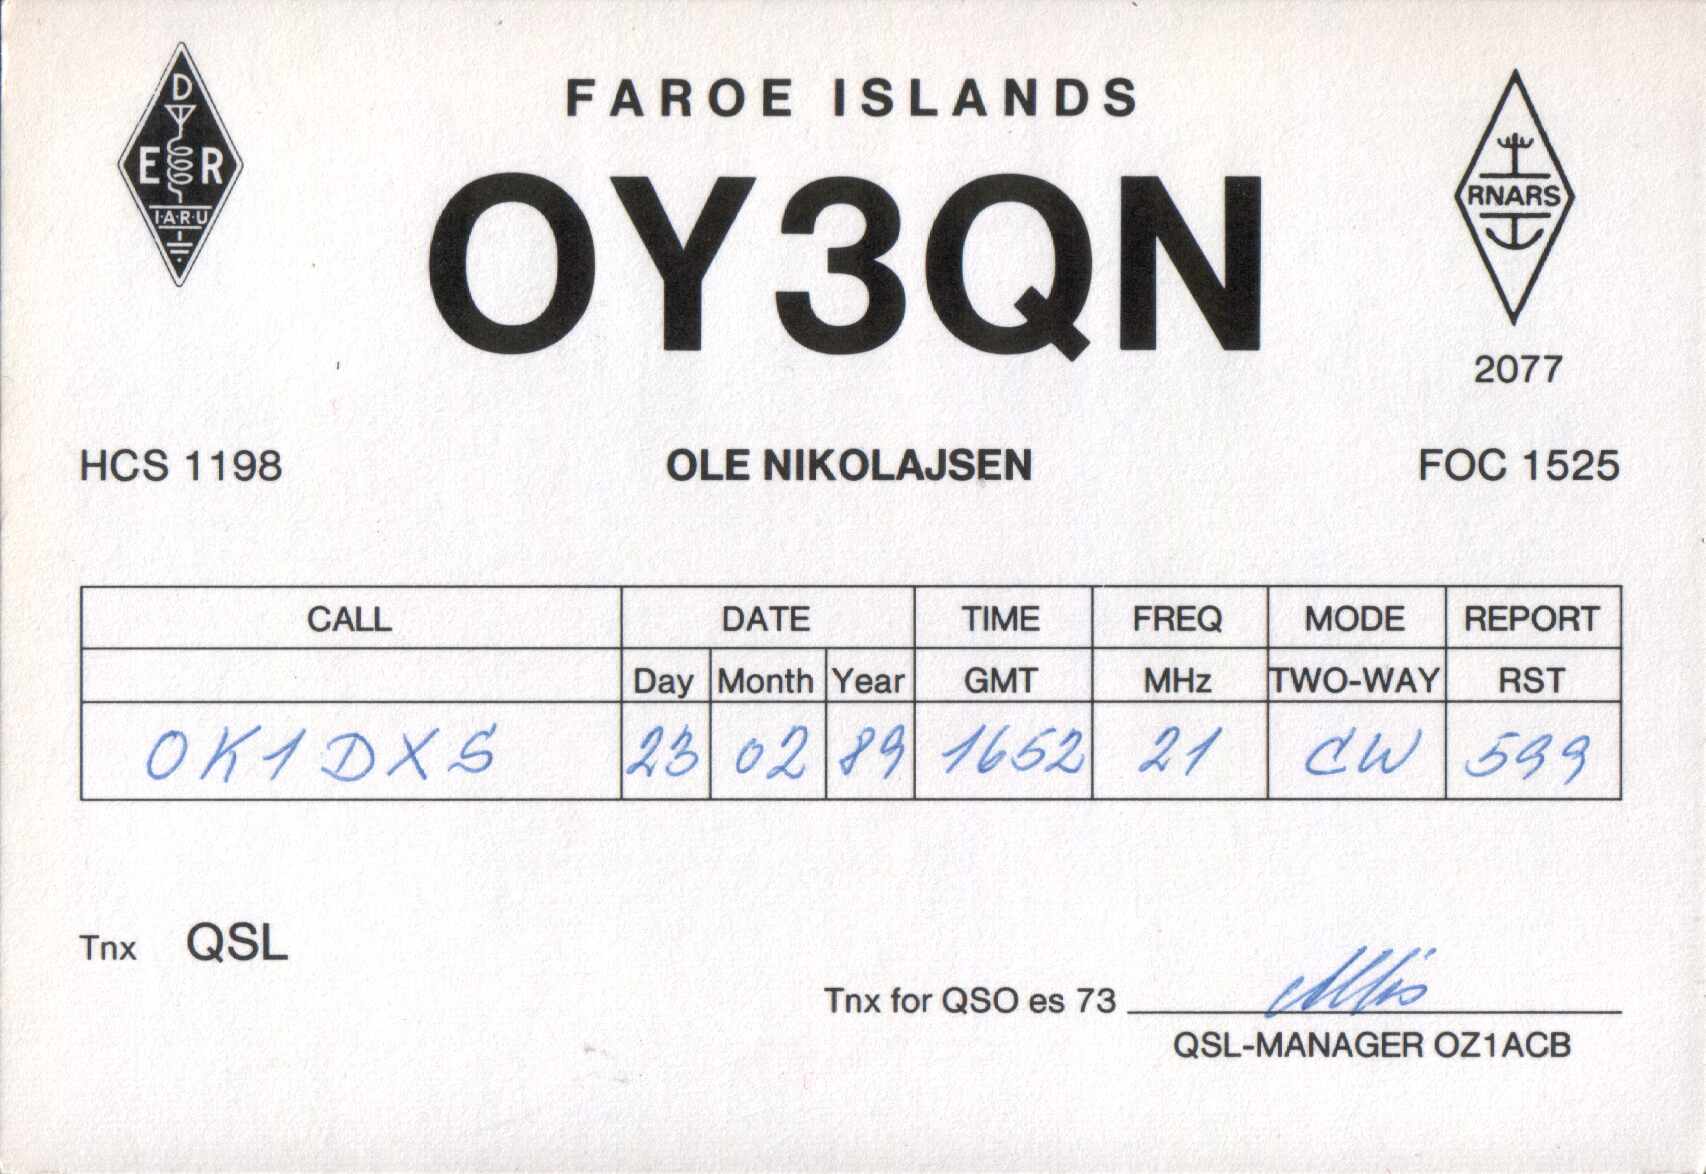 D
E R
I·A·R·U
FAROE ISLANDS
OY3QN
RNARS
2077
HCS 1198 OLE NIKOLAJSEN FOC 1525
CALL DATE TIME FREQ MODE REPORT
Day Month Year GMT MHz TWO-WAY RST
OK1DXS 23 02 89 1652 21 CW 599
Tnx QSL
Tnx for QSO es 73
QSL-MANAGER OZ1ACB